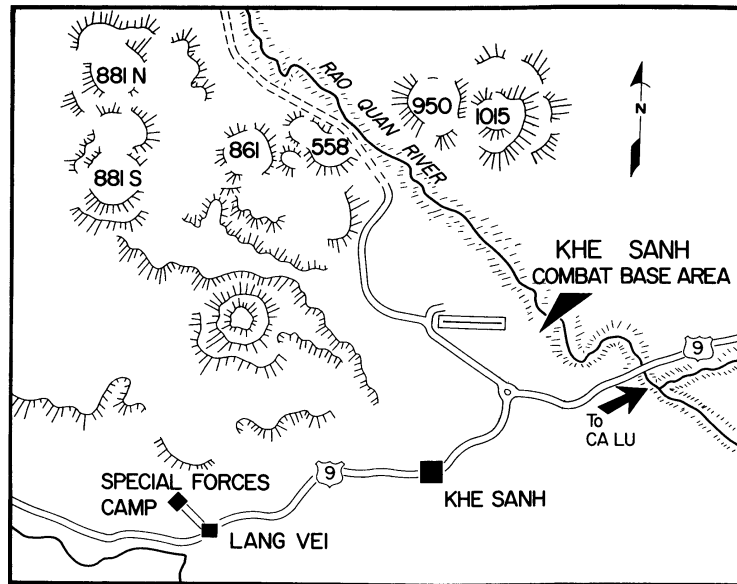 881 N
881 S
861
558
950
1015
RAO QUAN RIVER
N
KHE SANH
COMBAT BASE AREA
9
To
CA LU
9
KHE SANH
SPECIAL FORCES
CAMP
LANG VEI